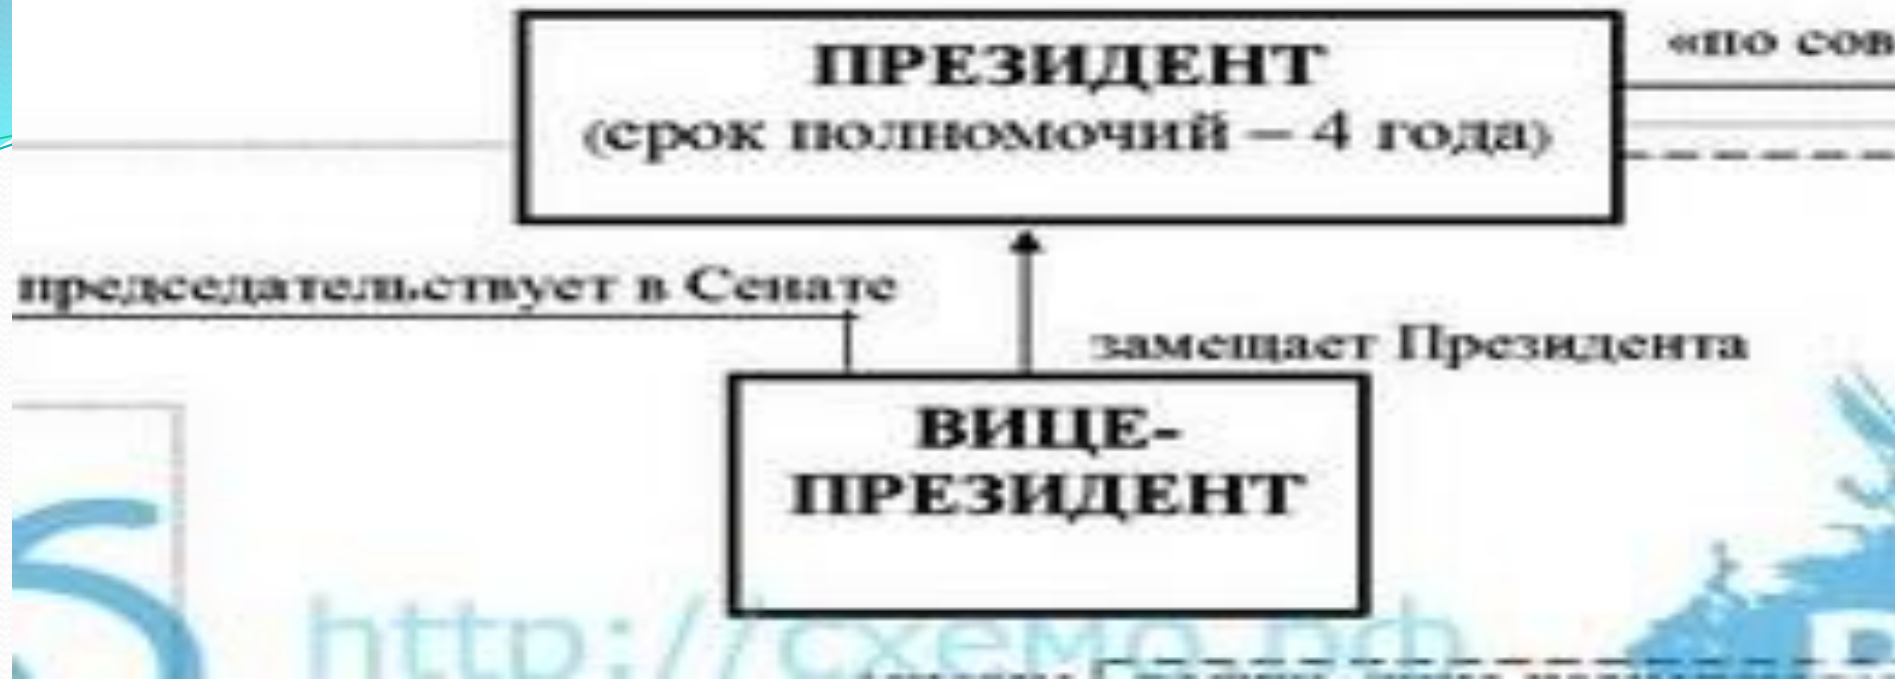 ПРЕЗИДЕНТ
«по сов
(срок полномочий – 4 года)
председательствует в Сенате
замещает Президента
ВИЦЕ-
ПРЕЗИДЕНТ
http://схемо.рф